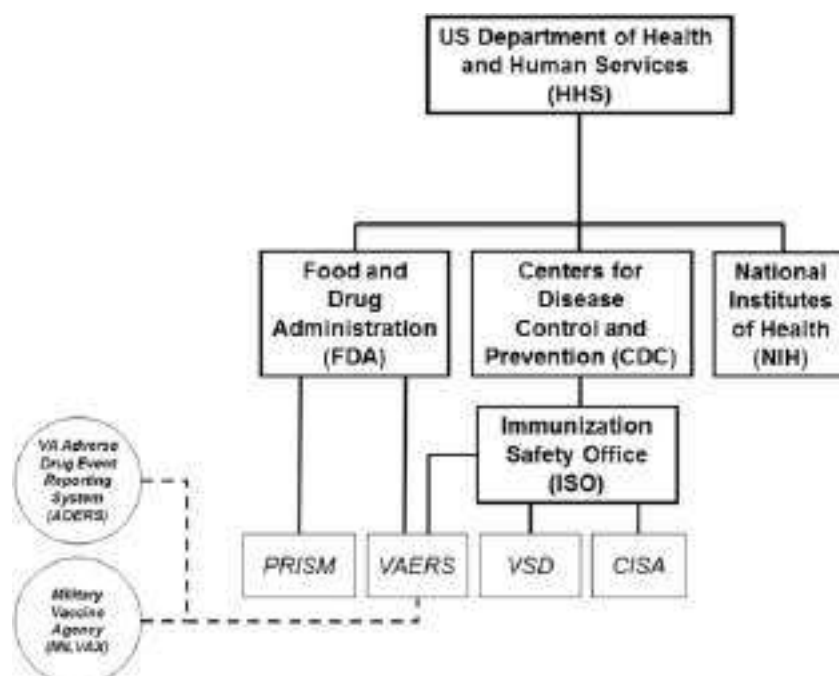 US Department of Health
and Human Services
(HHS)
Food and
Drug
Administration
(FDA)
Centers for
Disease
Control and
Prevention (CDC)
National
Institutes
of Health
(NIH)
Immunization
Safety Office
(ISO)
VA Adverse
Drug Event
Reporting
System
(ADERS)
PRISM
VAERS
VSD
CISA
Military
Vaccine
Agency
(MILVAX)